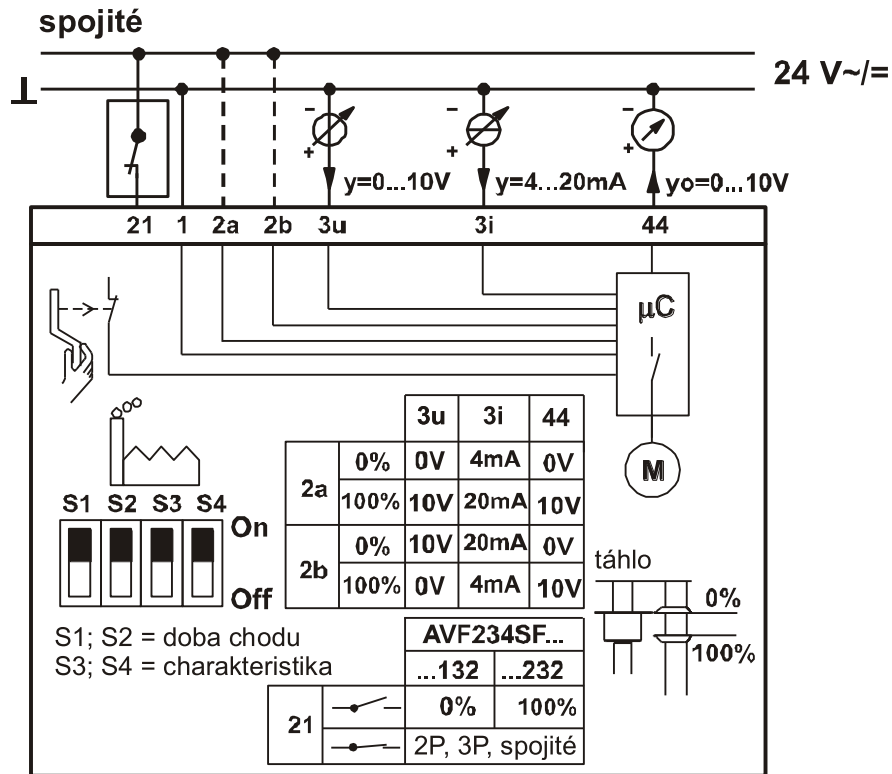 spojité
24 V~/=
⊥
- - -
+ + +
y=0...10V y=4...20mA yo=0...10V
21 1 2a 2b 3u 3i 44
µC
M
3u 3i 44
2a 0% 0V 4mA 0V
100% 10V 20mA 10V
2b 0% 10V 20mA 0V
100% 0V 4mA 10V
S1 S2 S3 S4
On
Off
S1; S2 = doba chodu
S3; S4 = charakteristika
táhlo
0%
100%
AVF234SF...
...132 ...232
21 0% 100%
2P, 3P, spojité